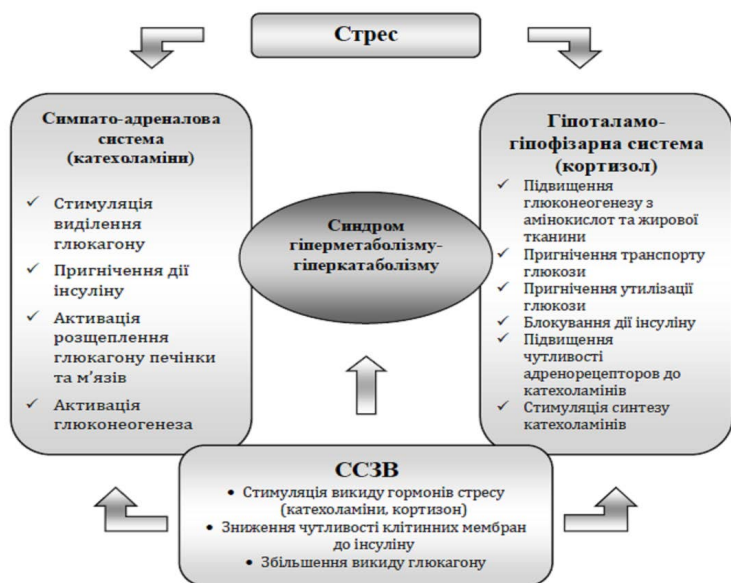 Стрес
Симпато-адреналова
система
(катехоламіни)
✓ Стимуляція
виділення
глюкагону
✓ Пригнічення дії
інсуліну
✓ Активація
розщеплення
глюкагону печінки
та м’язів
✓ Активація
глюконеогенеза
Синдром
гіперметаболізму-
гіперкатаболізму
Гіпоталамо-
гіпофізарна система
(кортизол)
✓ Підвищення
глюконеогенезу з
амінокислот та жирової
тканини
✓ Пригнічення транспорту
глюкози
✓ Пригнічення утилізації
глюкози
✓ Блокування дії інсуліну
✓ Підвищення
чутливості
адренорецепторов до
катехоламінів
✓ Стимуляція синтезу
катехоламінів
ССЗВ
• Стимуляція викиду гормонів стресу
(катехоламіни, кортизон)
• Зниження чутливості клітинних мембран
до інсуліну
• Збільшення викиду глюкагону